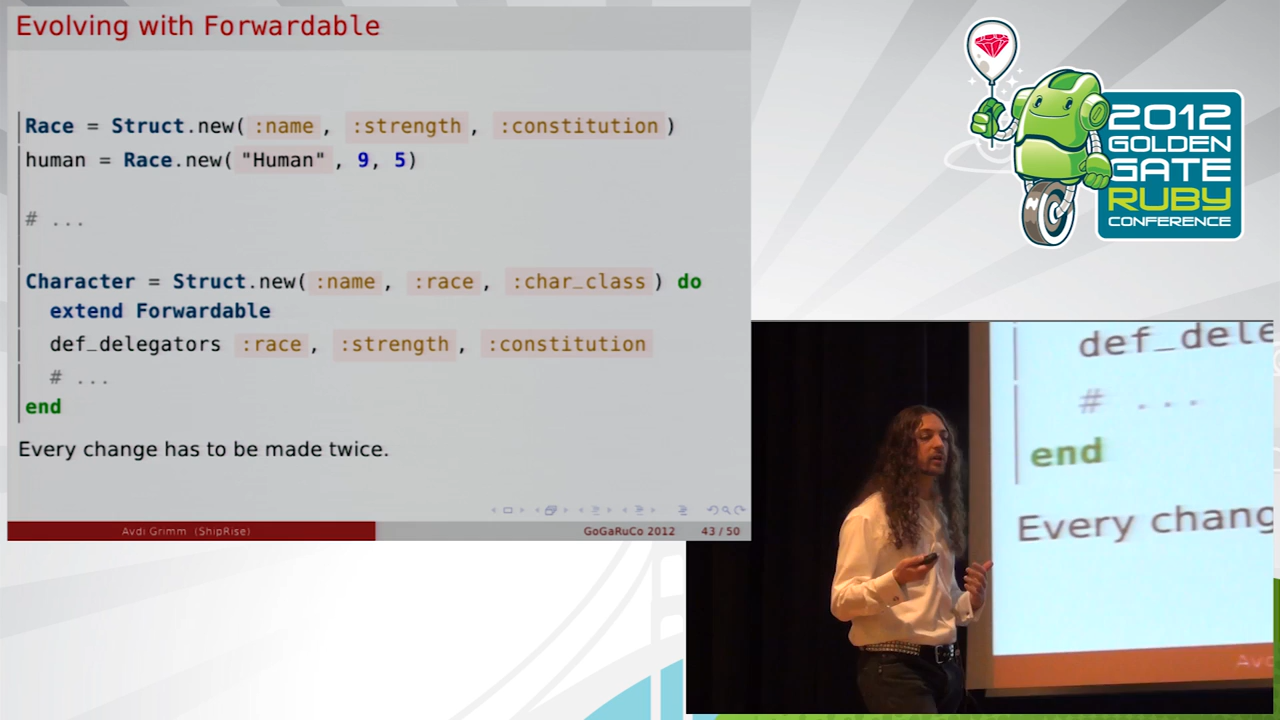 Evolving with Forwardable
Race = Struct.new( :name , :strength , :constitution )
human = Race.new( "Human" , 9, 5)
# ...
Character = Struct.new( :name , :race , :char_class ) do
extend Forwardable
def_delegators :race , :strength , :constitution
# ...
end
Every change has to be made twice.
Avdi Grimm (ShipRise)
GoGaRuCo 2012
43 / 50
2012
GOLDEN
GATE
RUBY
CONFERENCE
def_dele
# ...
end
Every chang
Av